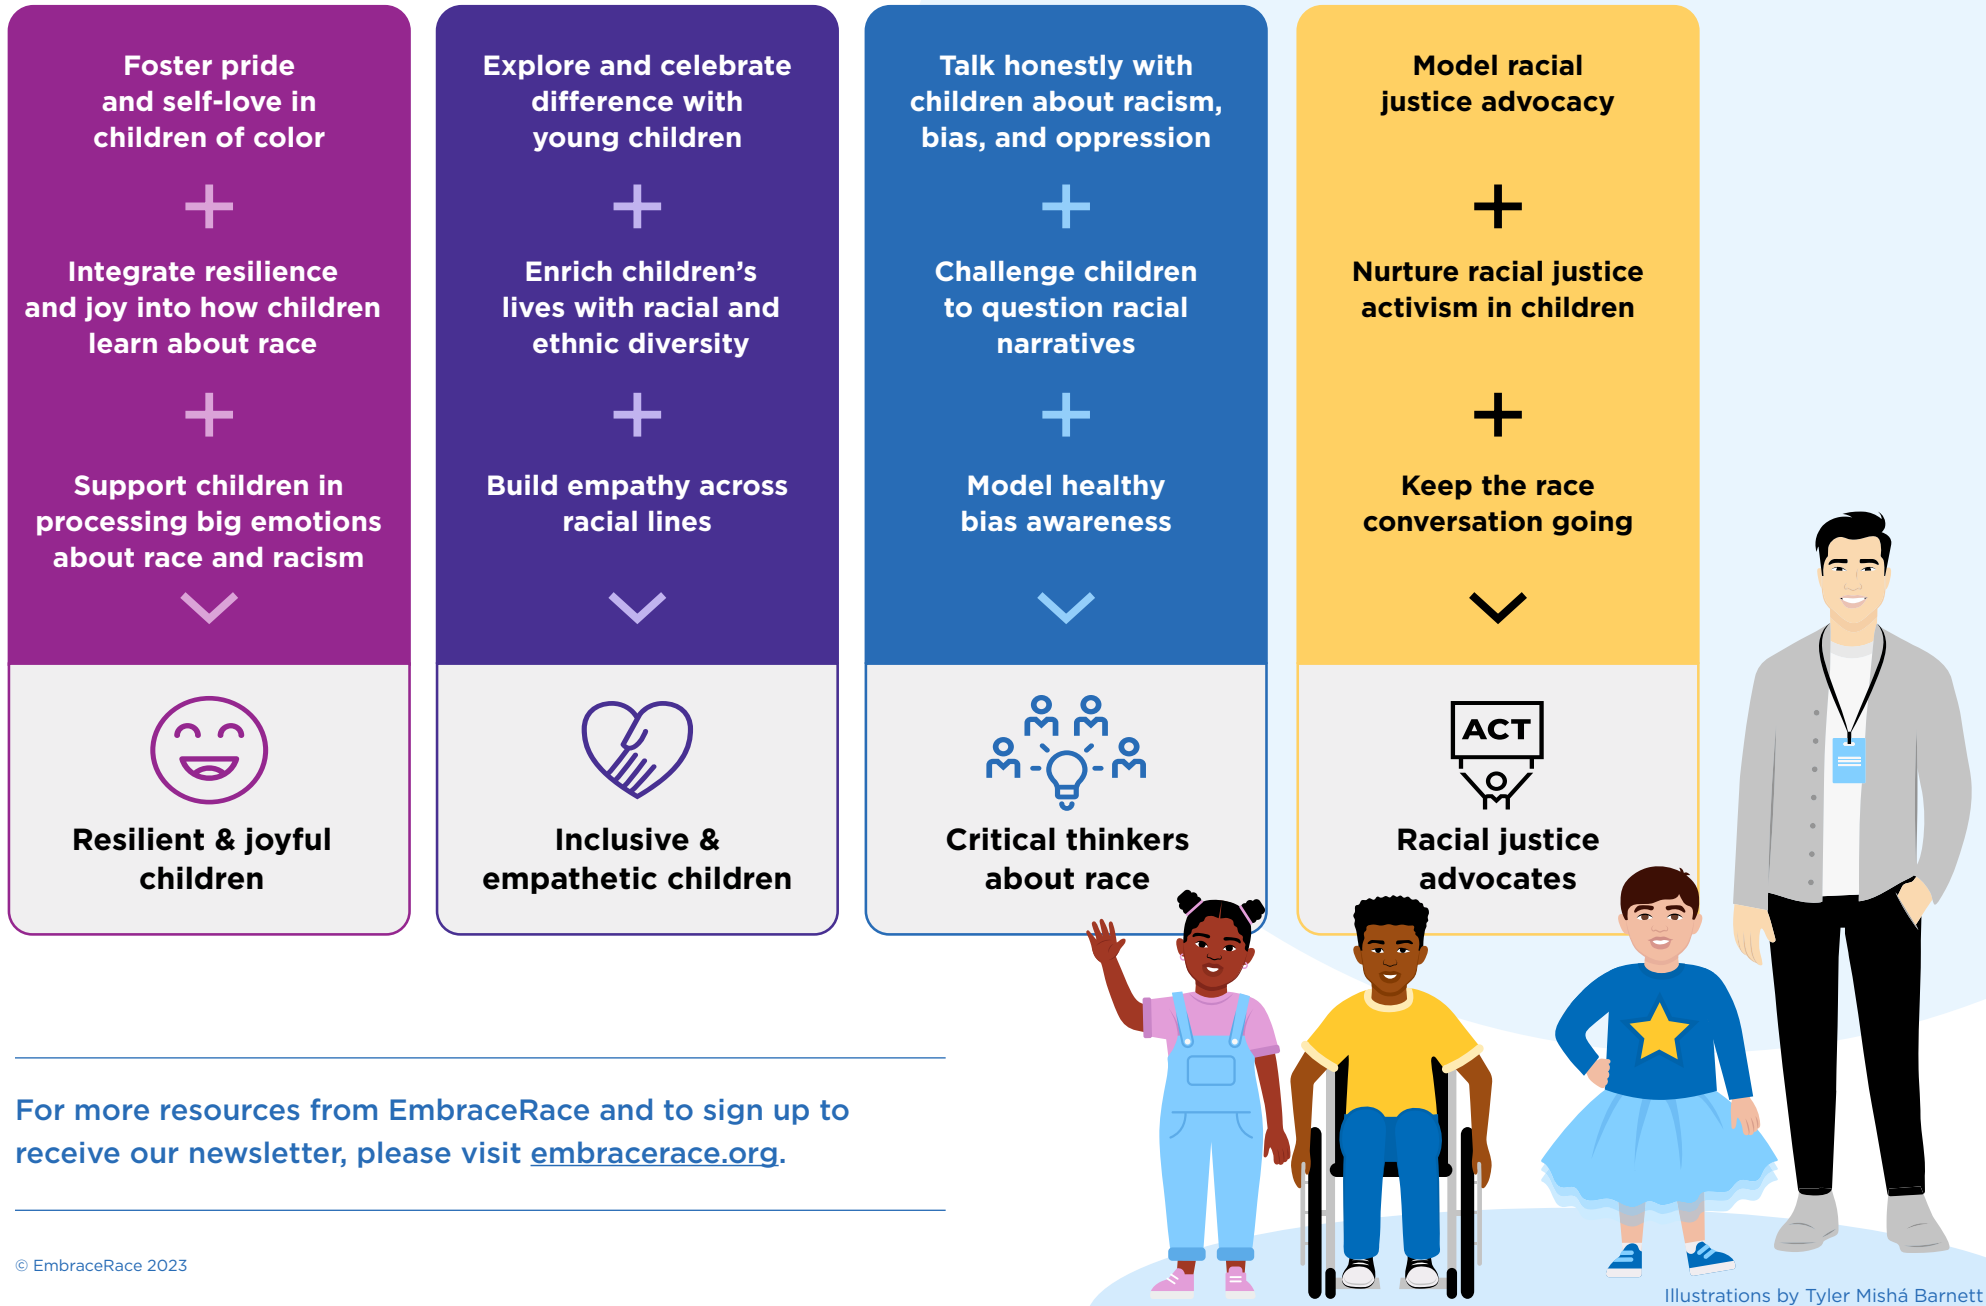 Foster pride
and self-love in
children of color
+
Integrate resilience
and joy into how children
learn about race
+
Support children in
processing big emotions
about race and racism
Resilient & joyful
children
Explore and celebrate
difference with
young children
+
Enrich children’s
lives with racial and
ethnic diversity
+
Build empathy across
racial lines
Inclusive &
empathetic children
Talk honestly with
children about racism,
bias, and oppression
+
Challenge children
to question racial
narratives
+
Model healthy
bias awareness
Critical thinkers
about race
Model racial
justice advocacy
+
Nurture racial justice
activism in children
+
Keep the race
conversation going
ACT
Racial justice
advocates
For more resources from EmbraceRace and to sign up to
receive our newsletter, please visit embracerace.org.
© EmbraceRace 2023
Illustrations by Tyler Mishá Barnett